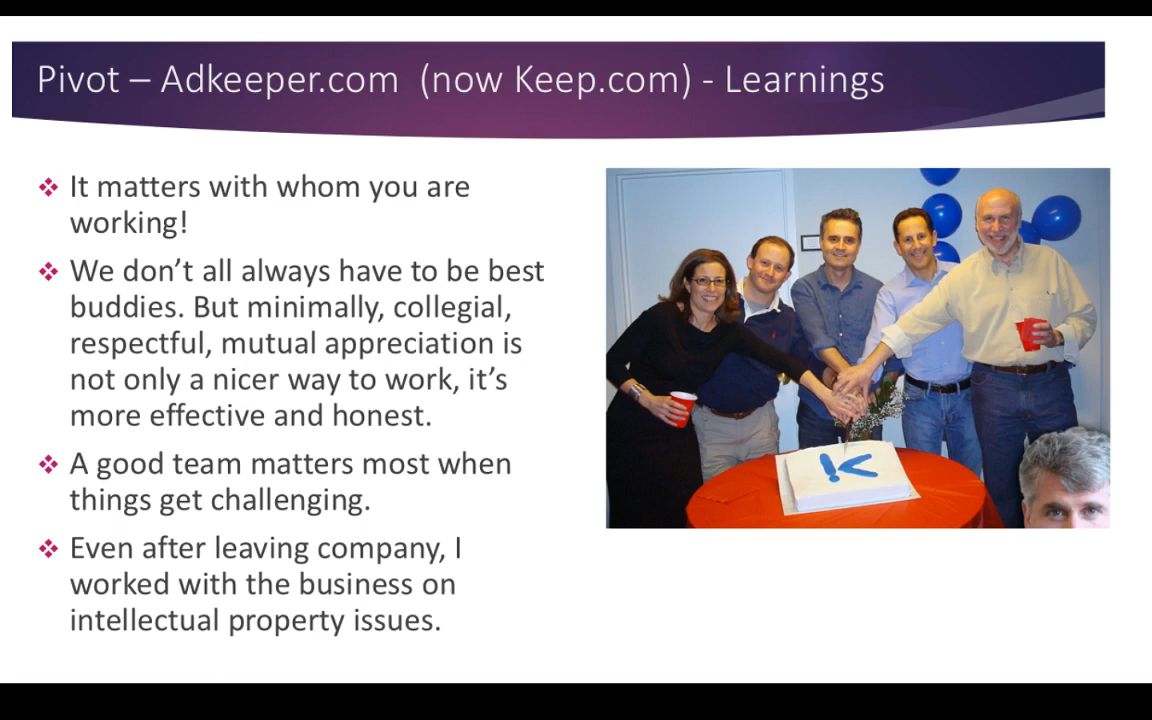 Pivot – Adkeeper.com (now Keep.com) - Learnings
It matters with whom you are
working!
We don’t all always have to be best
buddies. But minimally, collegial,
respectful, mutual appreciation is
not only a nicer way to work, it’s
more effective and honest.
A good team matters most when
things get challenging.
Even after leaving company, I
worked with the business on
intellectual property issues.